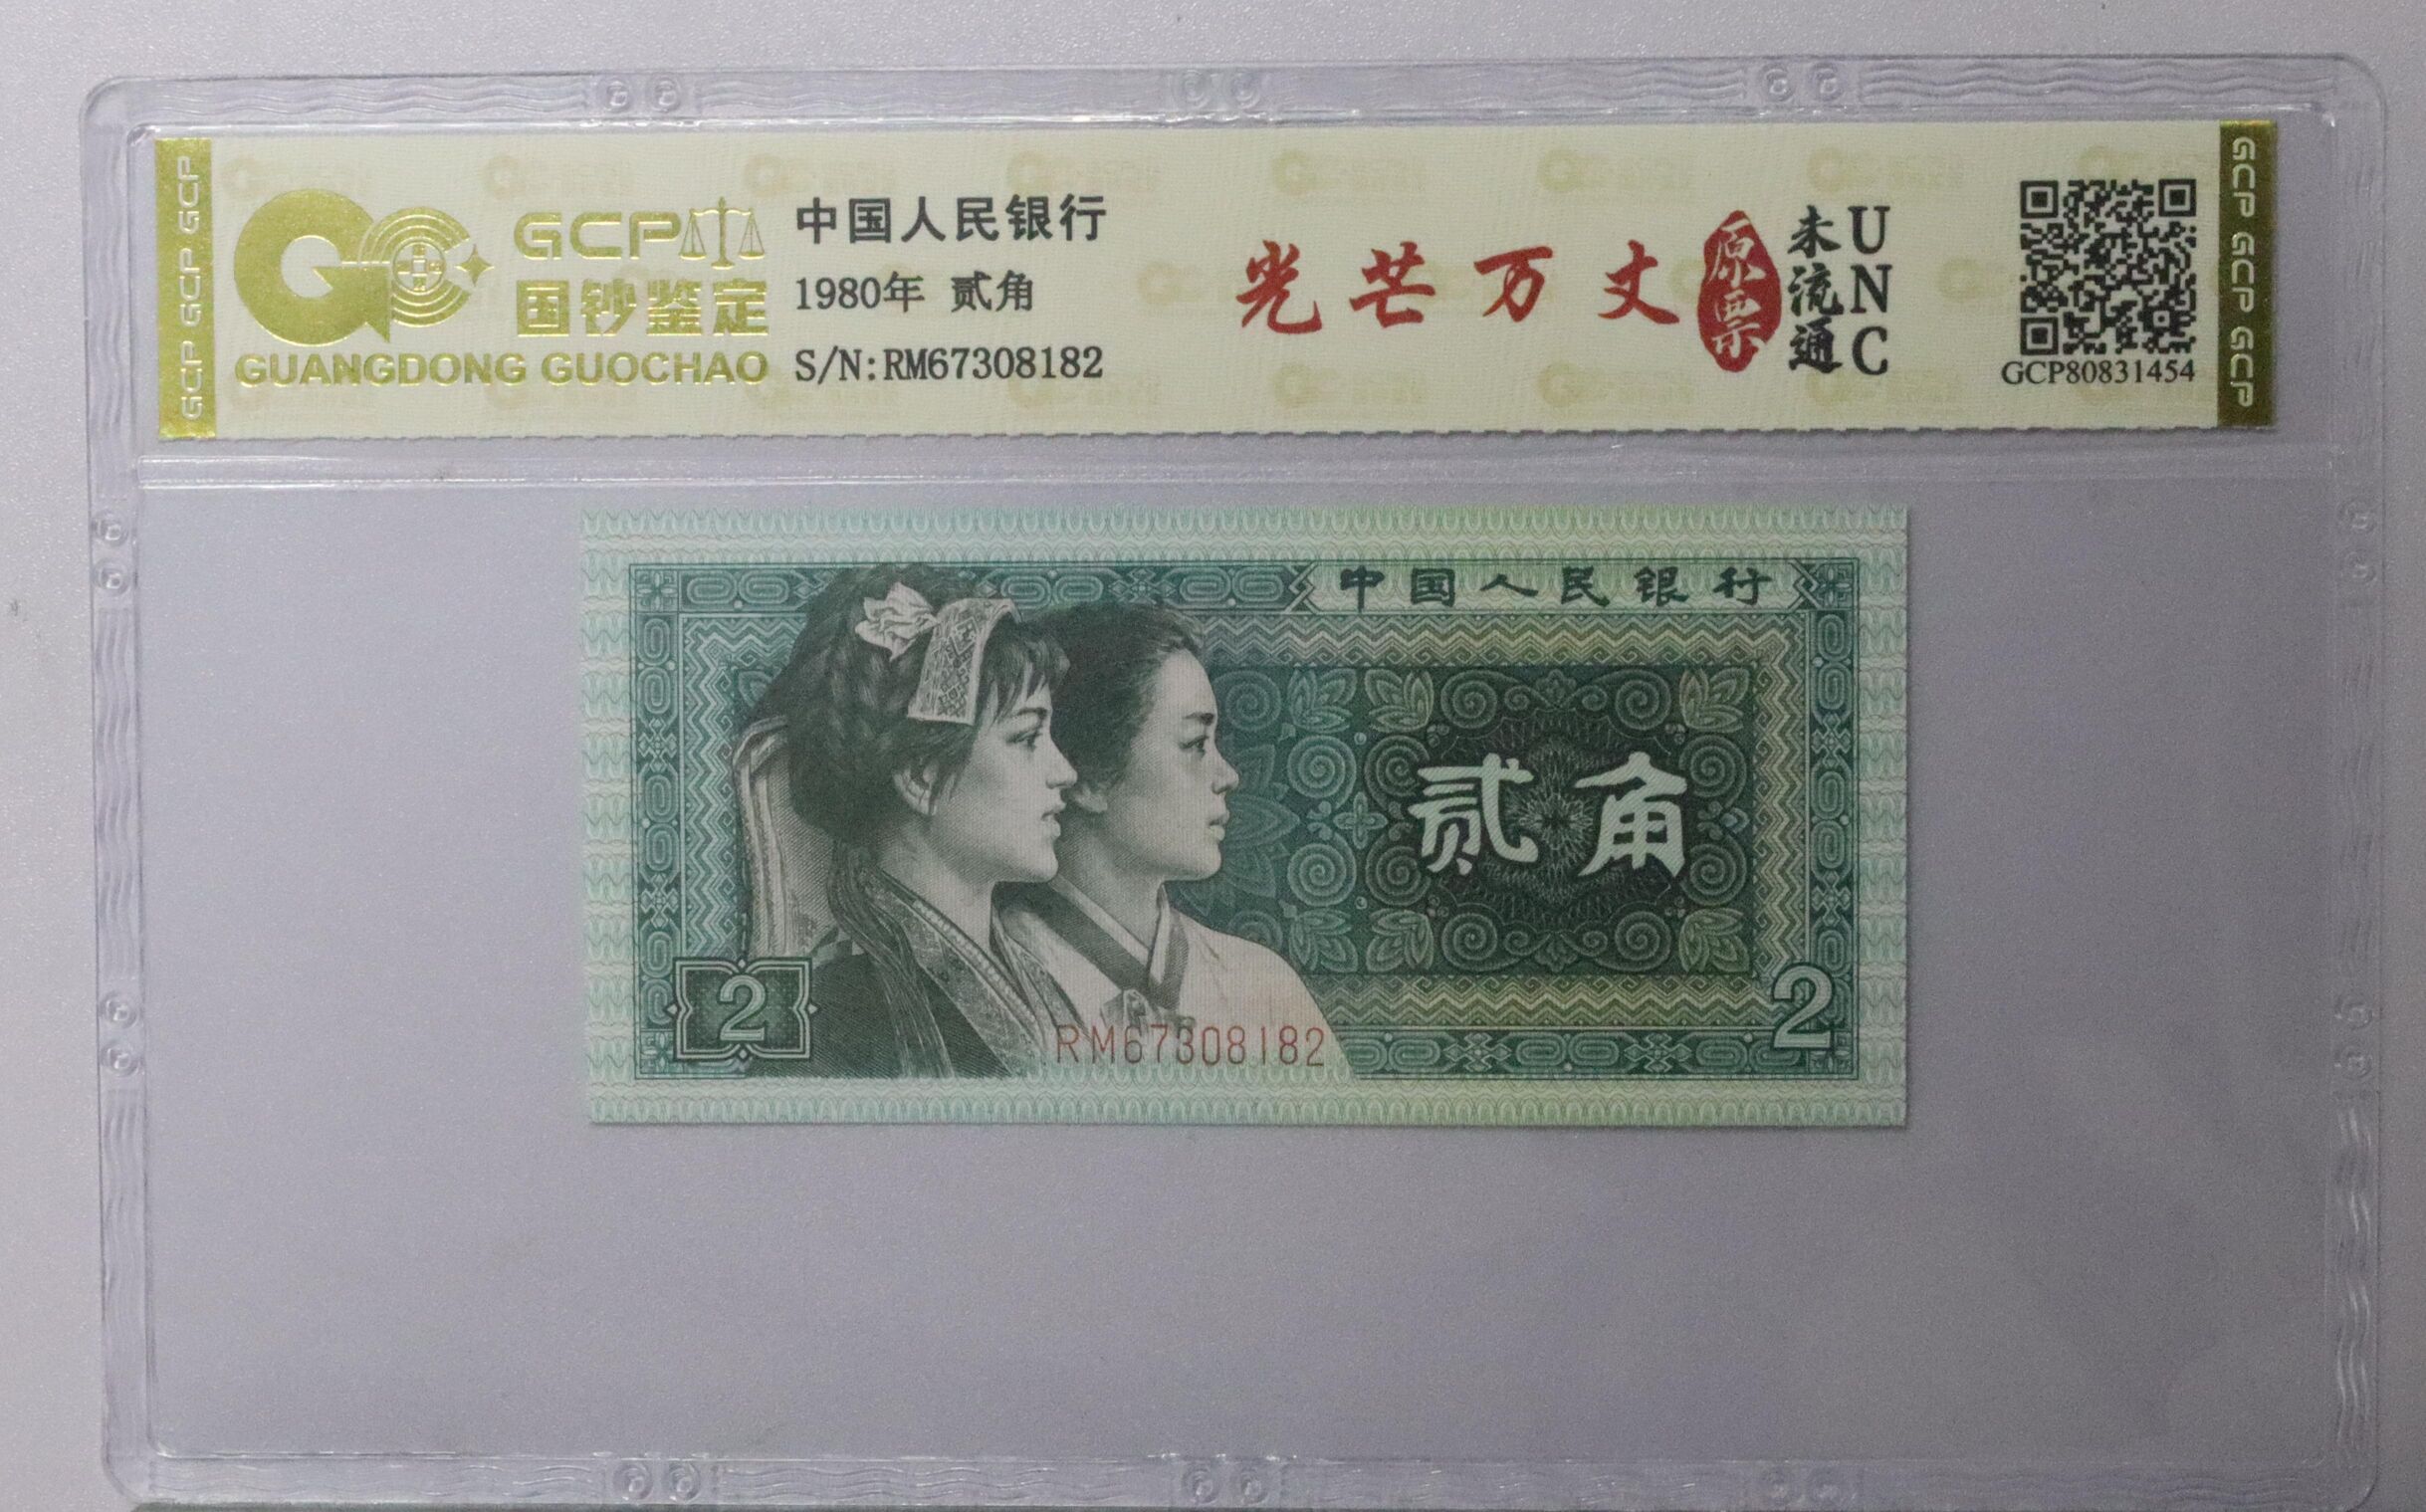 GCP GCP GCP
GCP
国钞鉴定
GUANGDONG GUOCHAO
中国人民银行
1980年 贰角
S/N:RM67308182
光芒万丈
原票
未流通
UNC
GCP80831454
GCP GCP GCP
中国人民银行
贰角
2
RM67308182
2